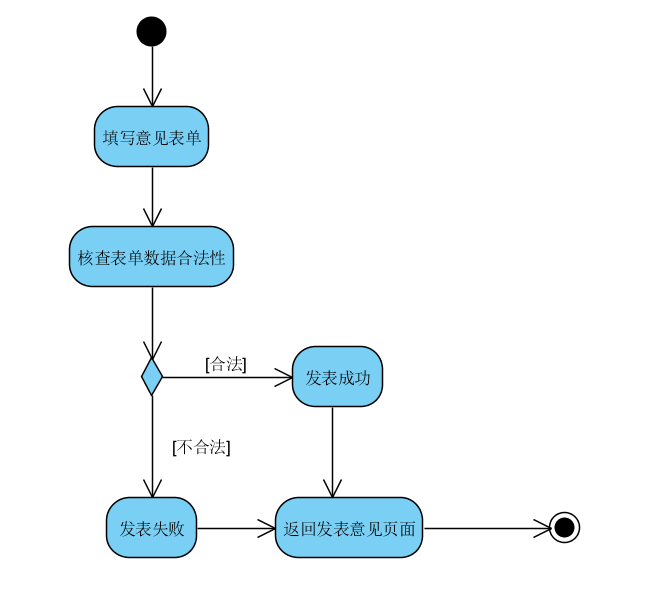 填写意见表单
核查表单数据合法性
[合法]
发表成功
[不合法]
发表失败
返回发表意见页面